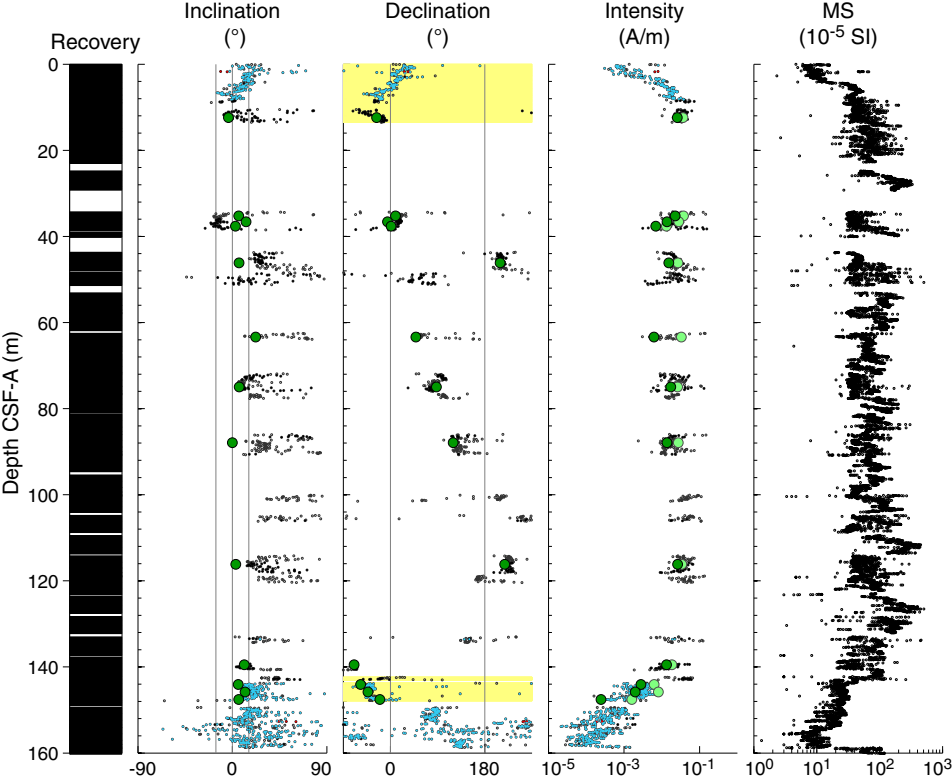 Recovery
Inclination
(°)
Declination
(°)
Intensity
(A/m)
MS
(10-5 SI)
Depth CSF-A (m)
0
20
40
60
80
100
120
140
160
-90 0 90
0 180
10-5 10-3 10-1
100 101 102 103